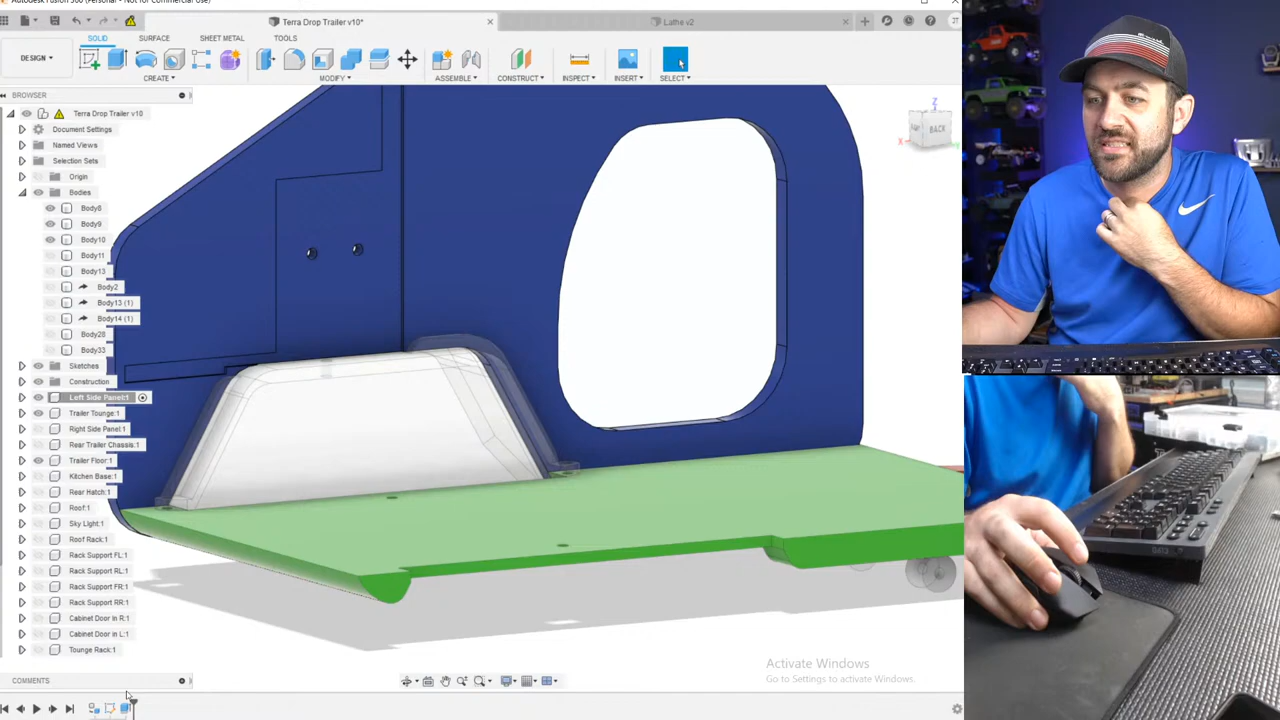 Autodesk Fusion 360 (Personal - Not for Commercial Use)
Terra Drop Trailer v10*
Lathe v2
JT
DESIGN
SOLID
SURFACE
SHEET METAL
TOOLS
CREATE
MODIFY
ASSEMBLE
CONSTRUCT
INSPECT
INSERT
SELECT
BROWSER
Terra Drop Trailer v10
Document Settings
Named Views
Selection Sets
Origin
Bodies
Body8
Body9
Body10
Body11
Body13
Body2
Body13 (1)
Body14 (1)
Body28
Body33
Sketches
Construction
Left Side Panel:1
Trailer Tounge:1
Right Side Panel:1
Rear Trailer Chassis:1
Trailer Floor:1
Kitchen Base:1
Rear Hatch:1
Roof:1
Sky Light:1
Roof Rack:1
Rack Support FL:1
Rack Support RL:1
Rack Support FR:1
Rack Support RR:1
Cabinet Door In R:1
Cabinet Door in L:1
Tounge Rack:1
COMMENTS
Z
X
BACK
Activate Windows
Go to Settings to activate Windows.